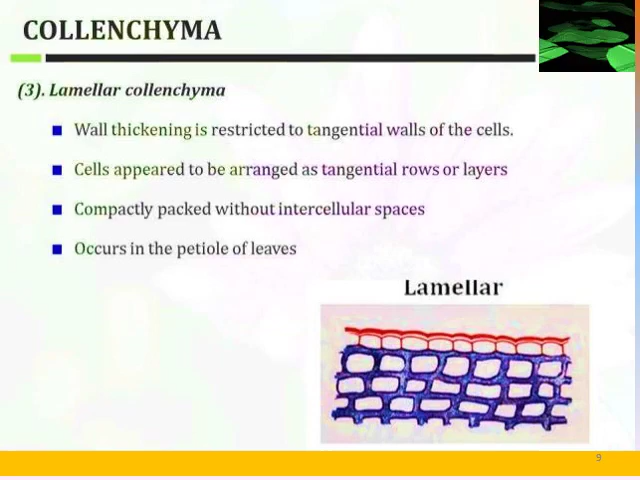 COLLENCHYMA
(3). Lamellar collenchyma
Wall thickening is restricted to tangential walls of the cells.
Cells appeared to be arranged as tangential rows or layers
Compactly packed without intercellular spaces
Occurs in the petiole of leaves
Lamellar
9